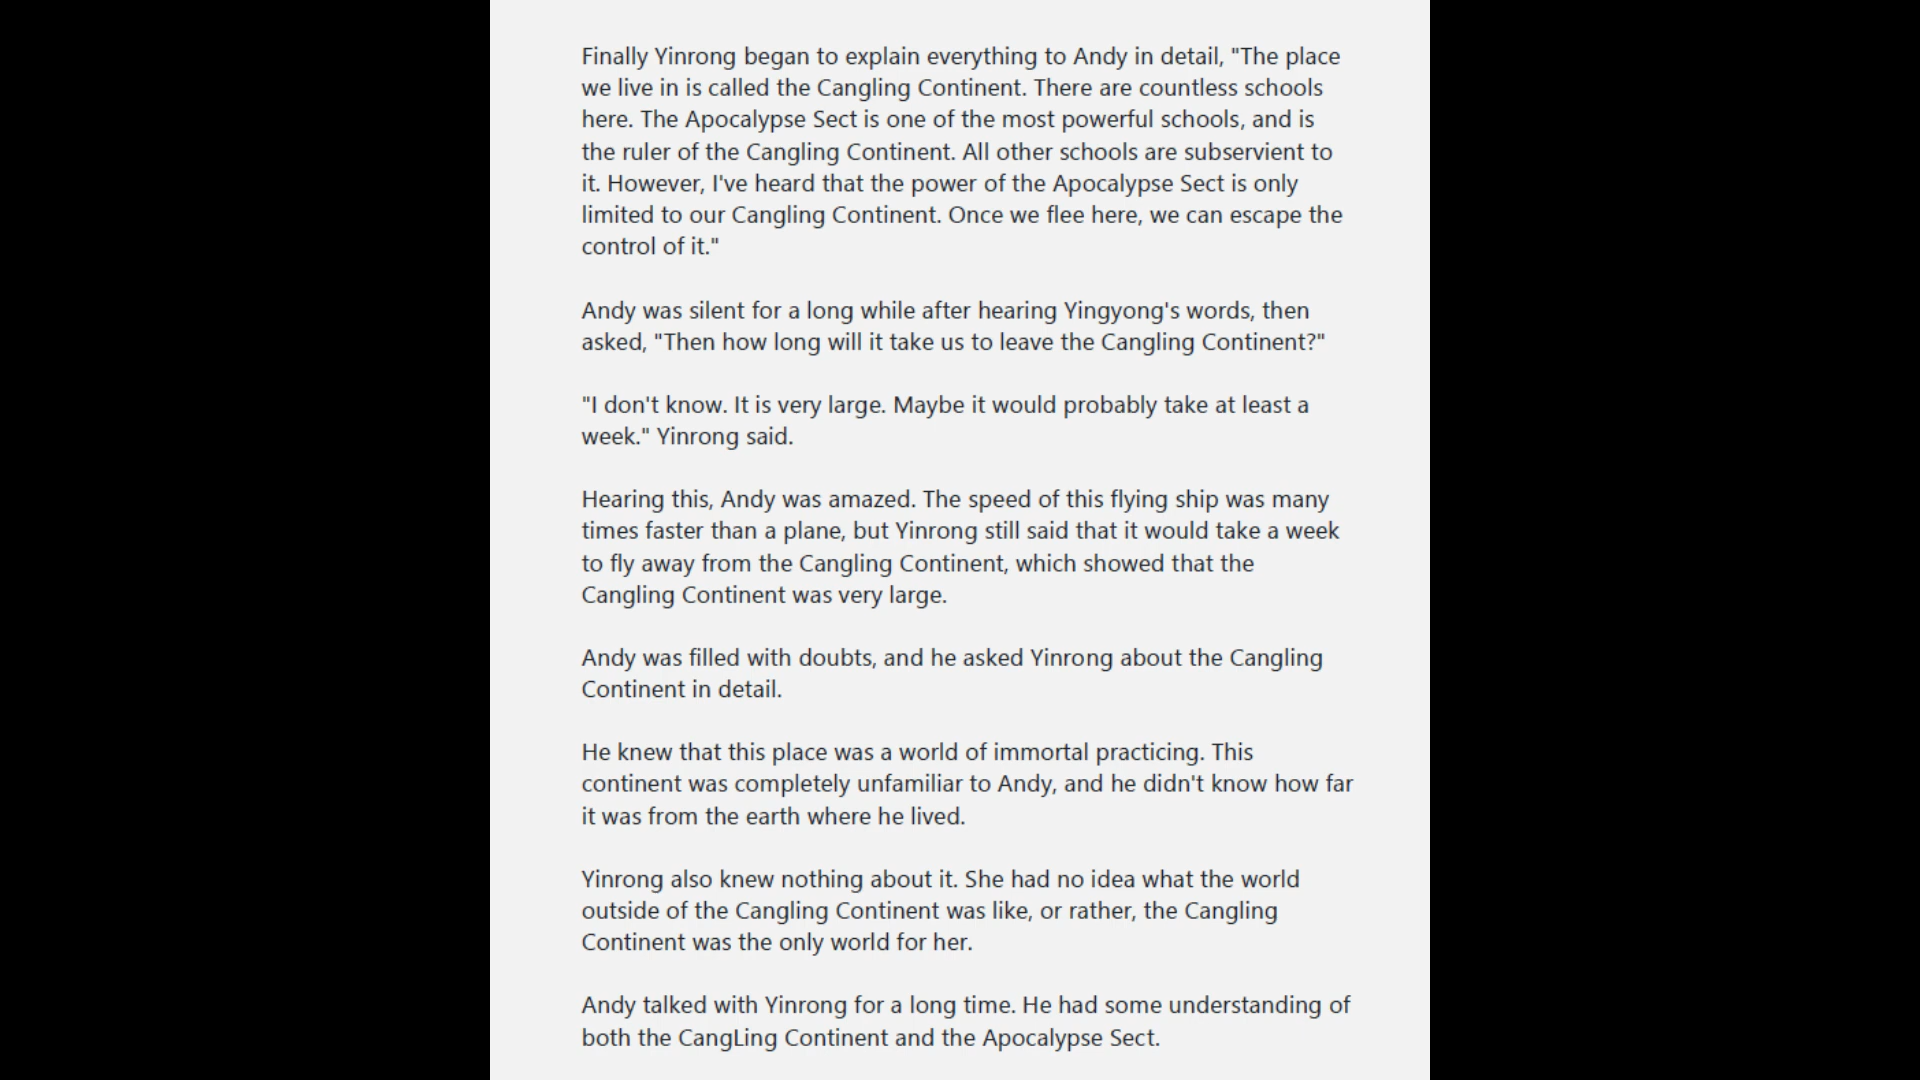 Finally Yinrong began to explain everything to Andy in detail, "The place
we live in is called the Cangling Continent. There are countless schools
here. The Apocalypse Sect is one of the most powerful schools, and is
the ruler of the Cangling Continent. All other schools are subservient to
it. However, I've heard that the power of the Apocalypse Sect is only
limited to our Cangling Continent. Once we flee here, we can escape the
control of it."
Andy was silent for a long while after hearing Yingyong's words, then
asked, "Then how long will it take us to leave the Cangling Continent?"
"I don't know. It is very large. Maybe it would probably take at least a
week." Yinrong said.
Hearing this, Andy was amazed. The speed of this flying ship was many
times faster than a plane, but Yinrong still said that it would take a week
to fly away from the Cangling Continent, which showed that the
Cangling Continent was very large.
Andy was filled with doubts, and he asked Yinrong about the Cangling
Continent in detail.
He knew that this place was a world of immortal practicing. This
continent was completely unfamiliar to Andy, and he didn't know how far
it was from the earth where he lived.
Yinrong also knew nothing about it. She had no idea what the world
outside of the Cangling Continent was like, or rather, the Cangling
Continent was the only world for her.
Andy talked with Yinrong for a long time. He had some understanding of
both the CangLing Continent and the Apocalypse Sect.